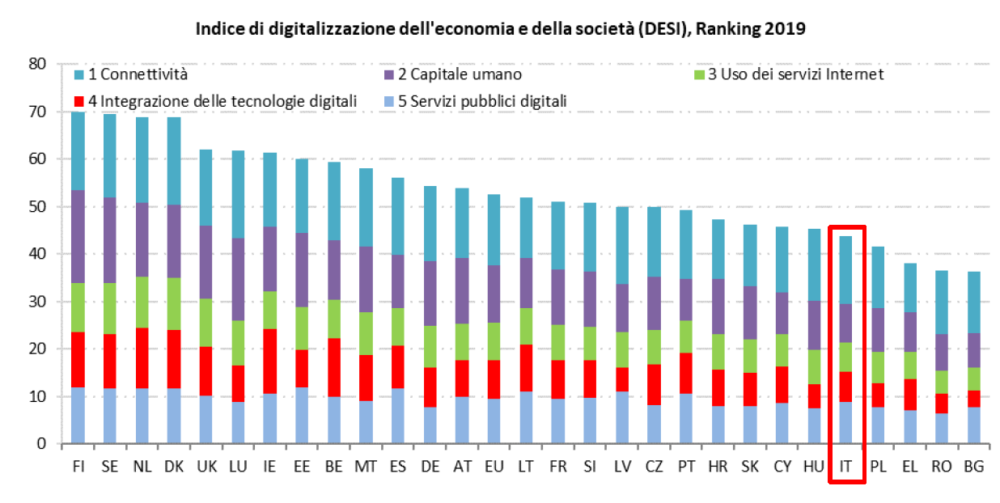 Indice di digitalizzazione dell'economia e della società (DESI), Ranking 2019
80
1 Connettività 2 Capitale umano 3 Uso dei servizi Internet
4 Integrazione delle tecnologie digitali 5 Servizi pubblici digitali
70
60
50
40
30
20
10
0
FI SE NL DK UK LU IE EE BE MT ES DE AT EU LT FR SI LV CZ PT HR SK CY HU IT PL EL RO BG